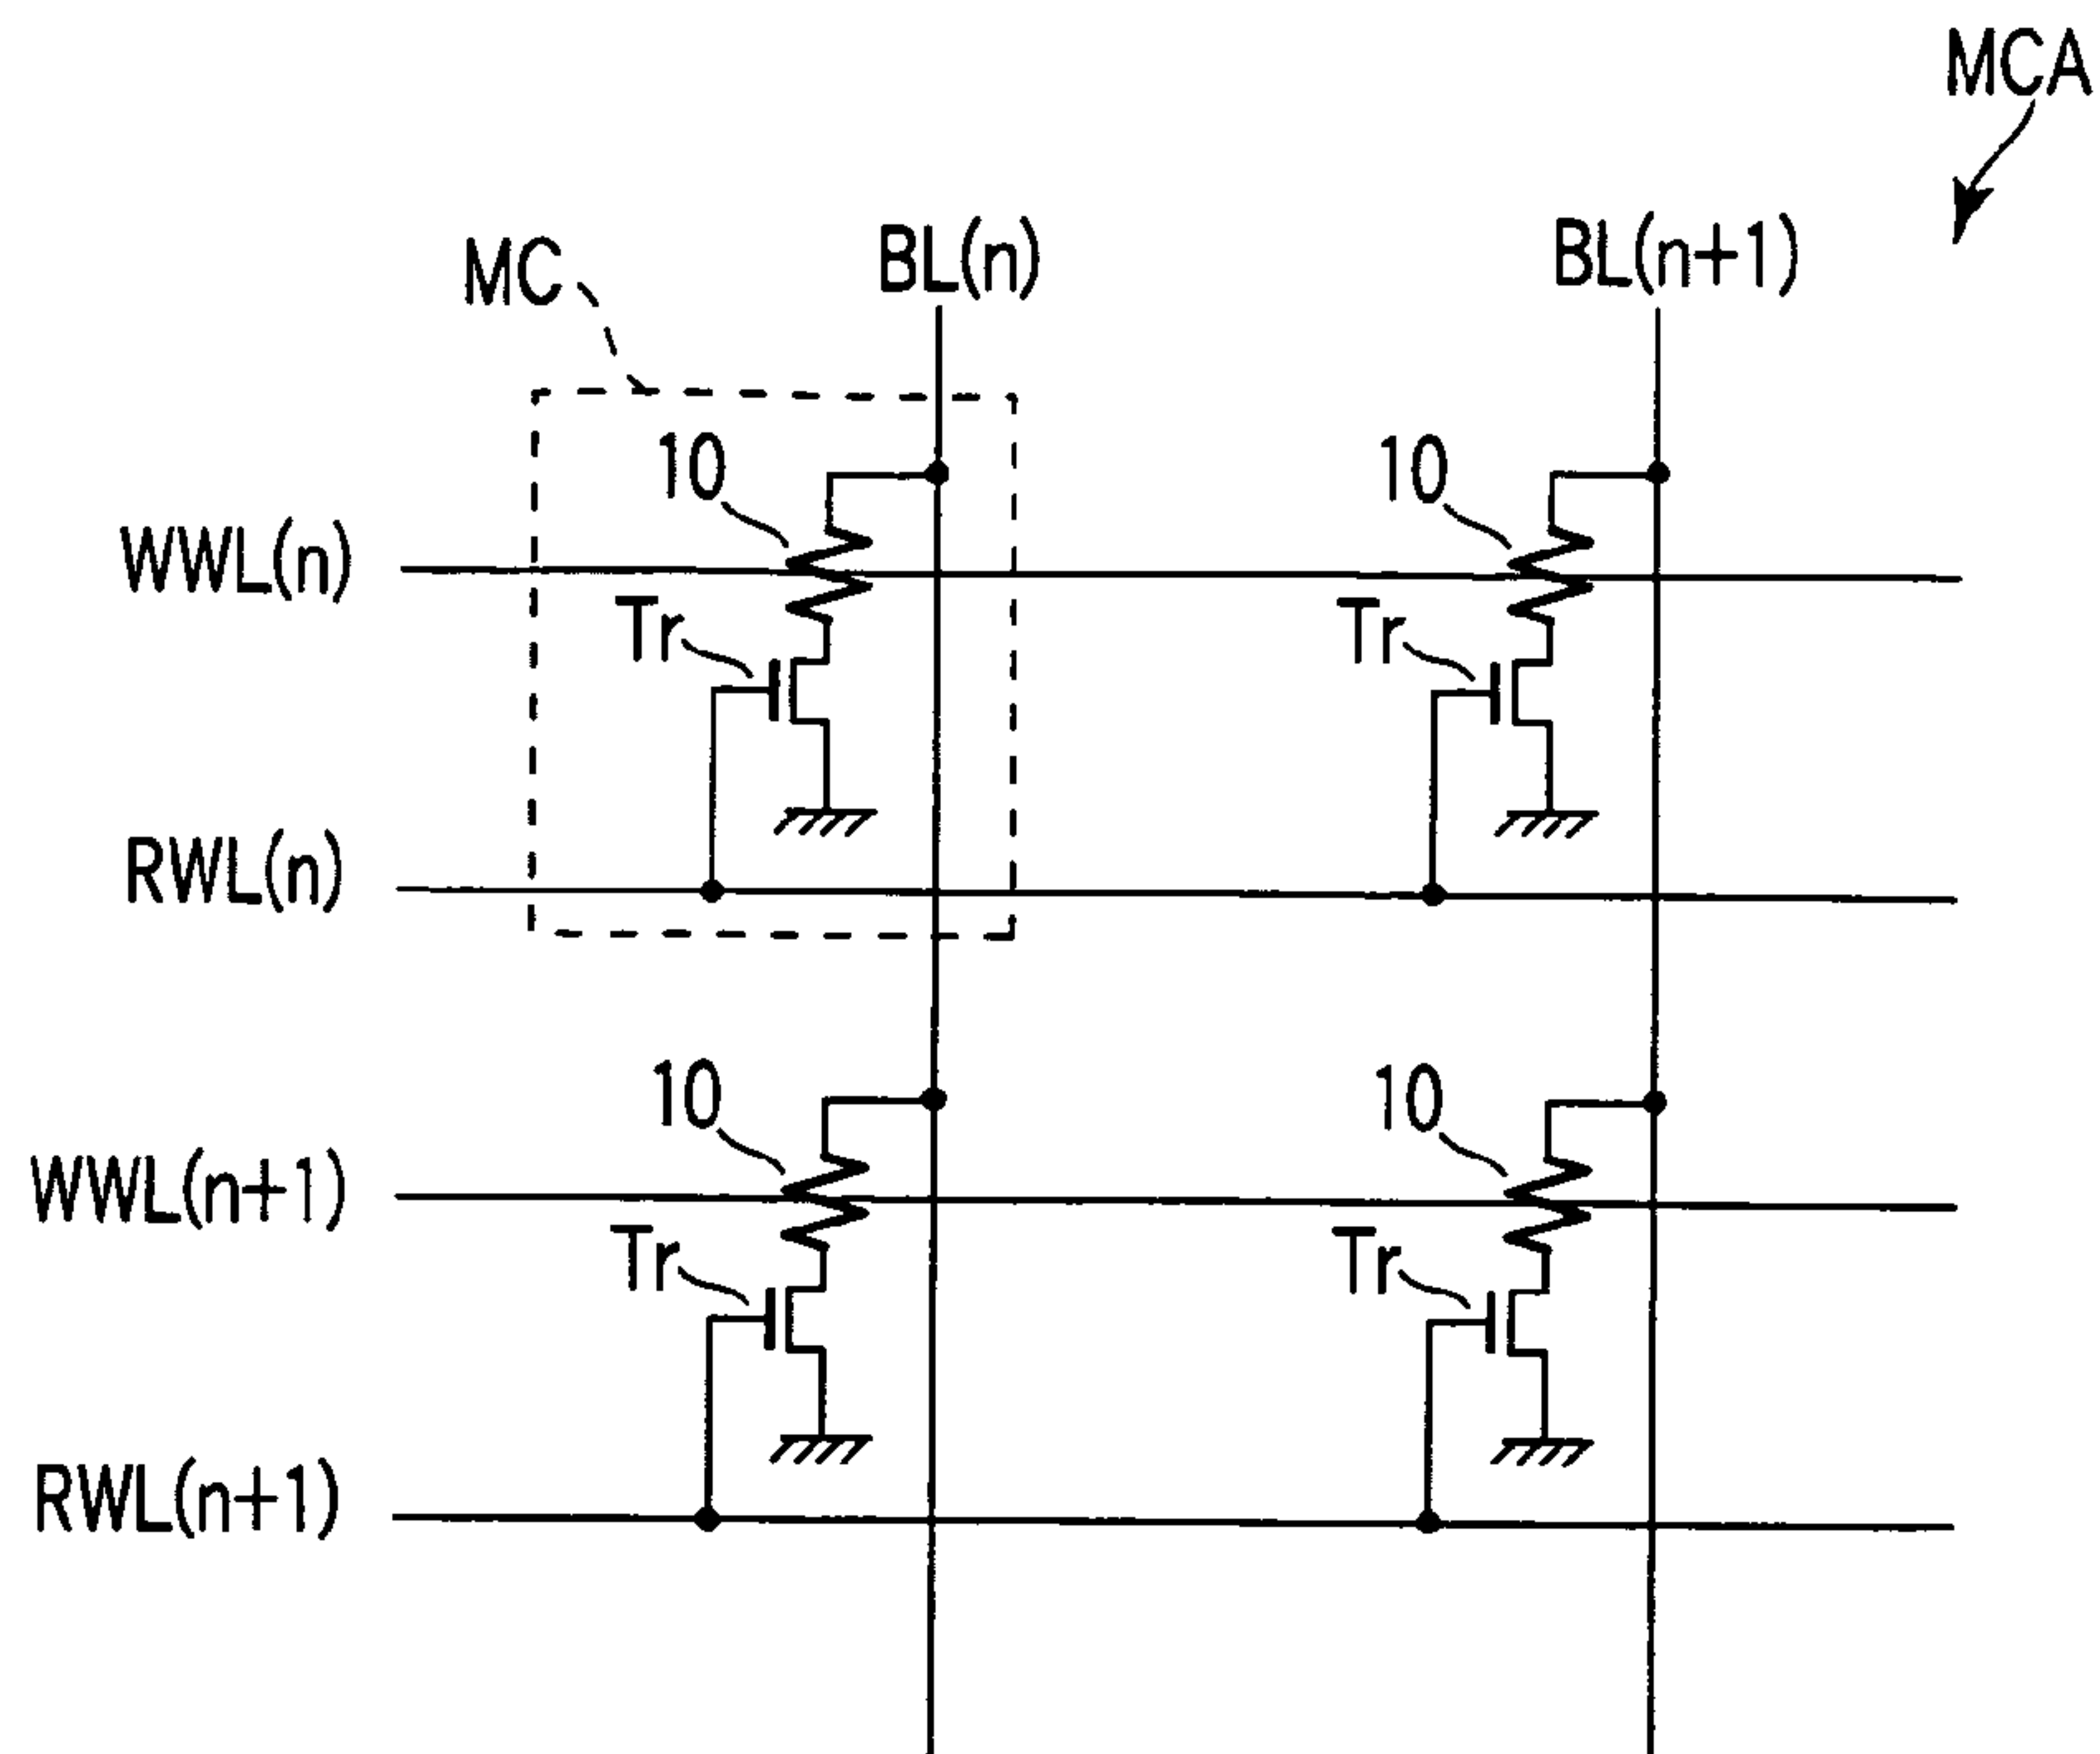 MCA
MC
BL(n)
BL(n+1)
10
10
WWL(n)
Tr
Tr
RWL(n)
10
10
WWL(n+1)
Tr
Tr
RWL(n+1)